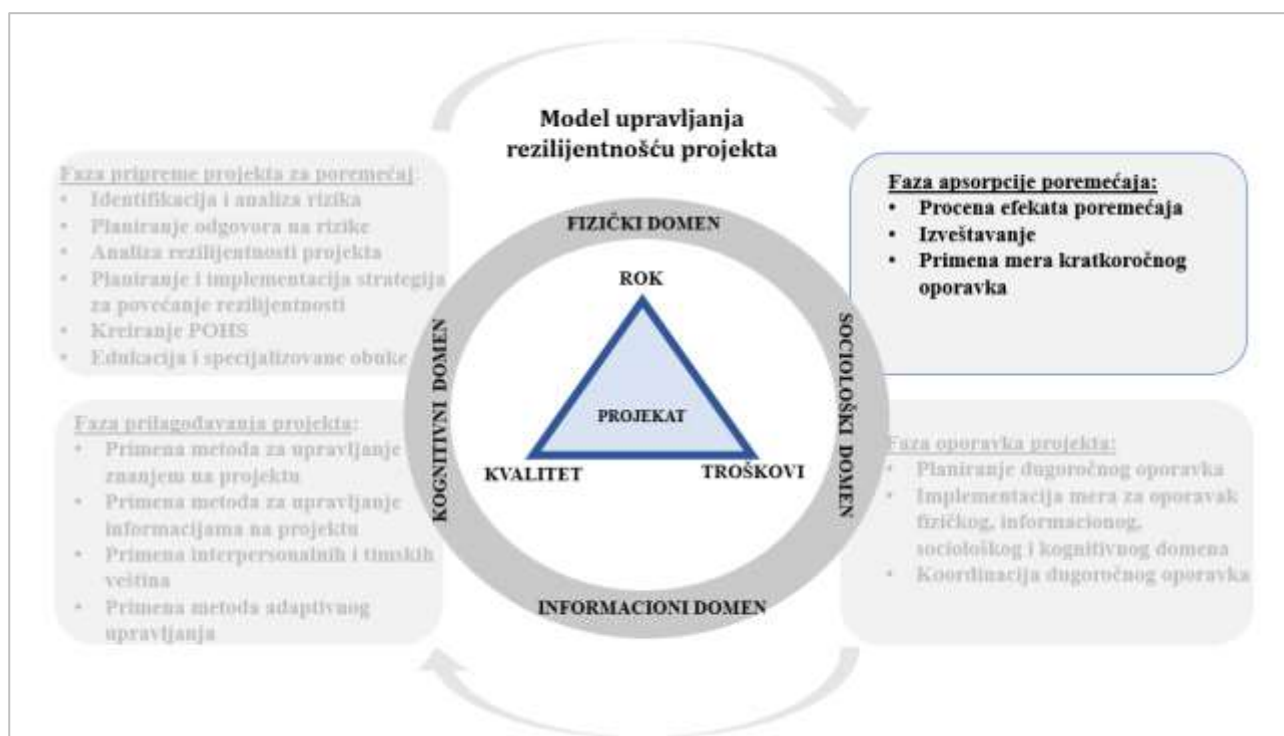 Model upravljanja
rezilijentnošću projekta
Faza pripreme projekta za poremećaj
• Identifikacija i analiza rizika
• Planiranje odgovora na rizike
• Analiza rezilijentnosti projekta
• Planiranje i implementacija strategija
za povećanje rezilijentnosti
• Kreiranje POHS
• Edukacija i specijalizovane obuke
Faza apsorpcije poremećaja:
• Procena efekata poremećaja
• Izveštavanje
• Primena mera kratkoročnog
oporavka
FIZIČKI DOMEN
KOGNITIVNI DOMEN
SOCIOLOŠKI DOMEN
INFORMACIONI DOMEN
ROK
PROJEKAT
KVALITET
TROŠKOVI
Faza prilagođavanja projekta:
• Primena metoda za upravljanje
znanjem na projektu
• Primena metoda za upravljanje
informacijama na projektu
• Primena interpersonalnih i timskih
veština
• Primena metoda adaptivnog
upravljanja
Faza oporavka projekta:
• Planiranje dugoročnog oporavka
• Implementacija mera za oporavak
fizičkog, informacionog,
sociološkog i kognitivnog domena
• Koordinacija dugoročnog oporavka